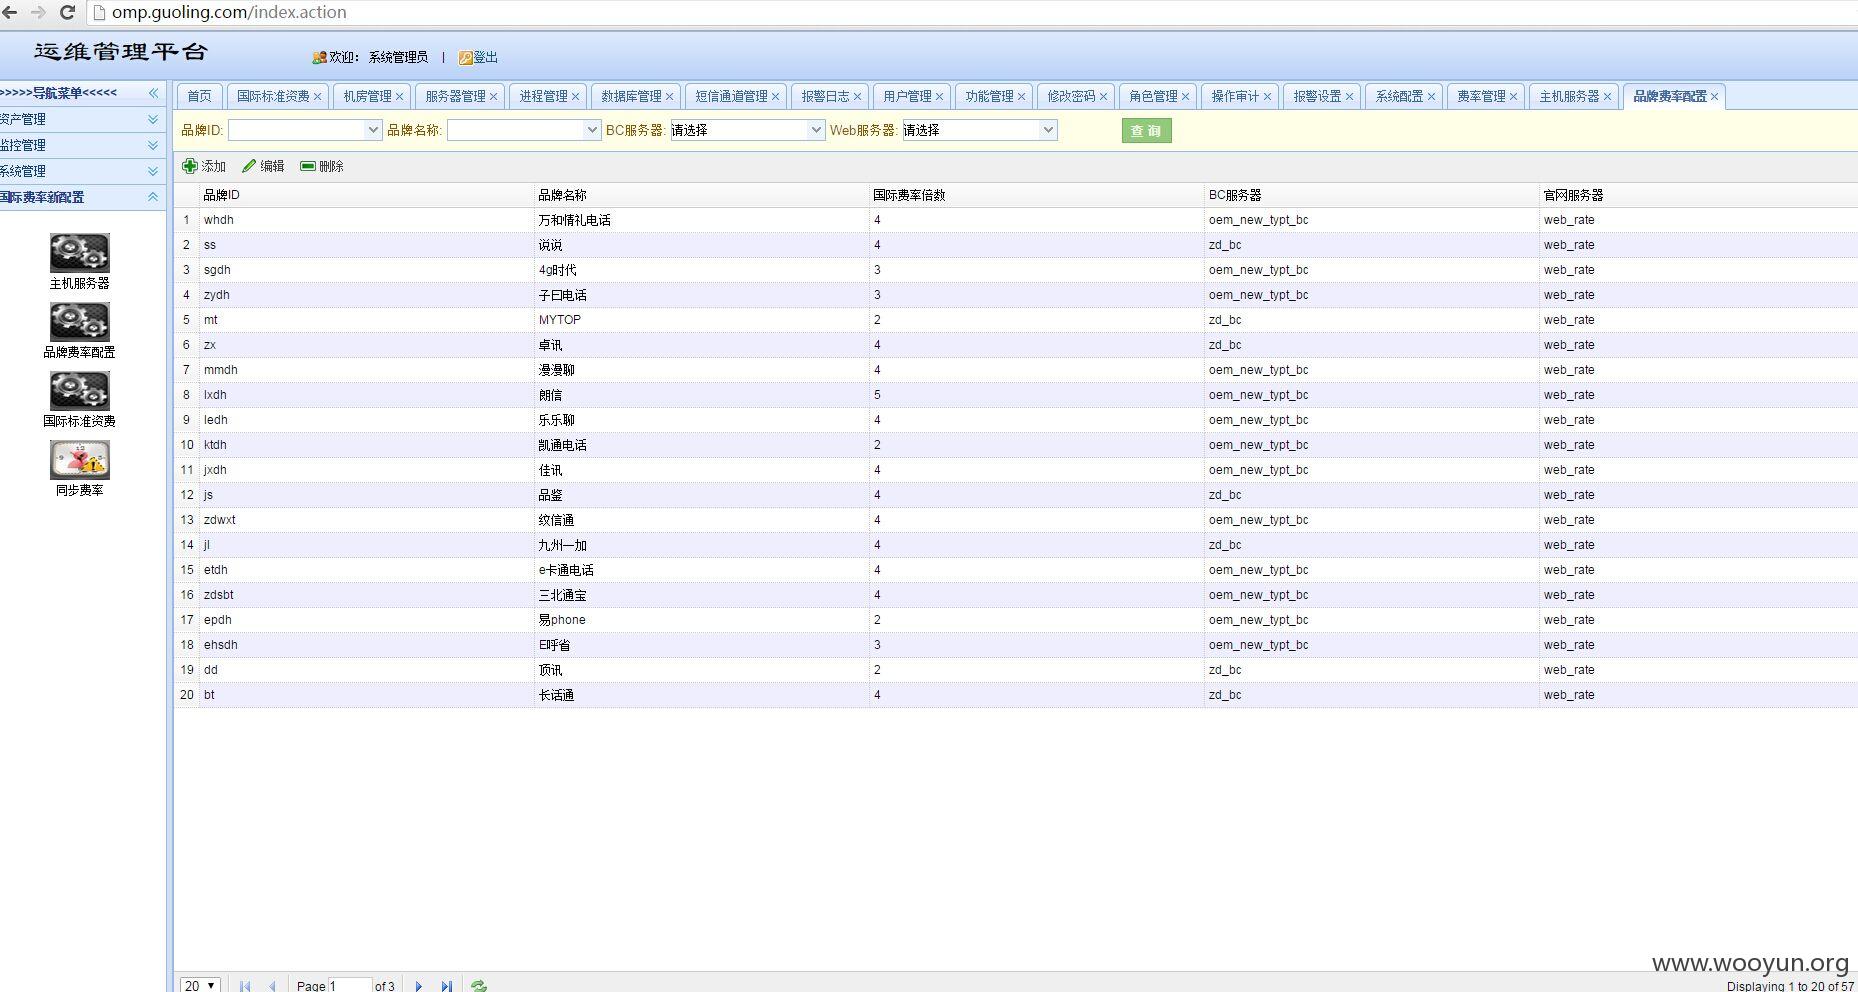 omp.guoling.com/index.action
运维管理平台
欢迎: 系统管理员 | 登出
>>>>>导航菜单<<<<<
资产管理
监控管理
系统管理
国际费率新配置
主机服务器
品牌费率配置
国际标准资费
同步费率
首页 国际标准资费 机房管理 服务器管理 进程管理 数据库管理 短信通道管理 报警日志 用户管理 功能管理 修改密码 角色管理 操作审计 报警设置 系统配置 费率管理 主机服务器 品牌费率配置
品牌ID: 品牌名称: BC服务器: 请选择 Web服务器: 请选择 查 询
添加 编辑 删除
品牌ID 品牌名称 国际费率倍数 BC服务器 官网服务器
1 whdh 万和情礼电话 4 oem_new_typt_bc web_rate
2 ss 说说 4 zd_bc web_rate
3 sgdh 4g时代 3 oem_new_typt_bc web_rate
4 zydh 子曰电话 3 oem_new_typt_bc web_rate
5 mt MYTOP 2 zd_bc web_rate
6 zx 卓讯 4 zd_bc web_rate
7 mmdh 漫漫聊 4 oem_new_typt_bc web_rate
8 lxdh 朗信 5 oem_new_typt_bc web_rate
9 ledh 乐乐聊 4 oem_new_typt_bc web_rate
10 ktdh 凯通电话 2 oem_new_typt_bc web_rate
11 jxdh 佳讯 4 oem_new_typt_bc web_rate
12 js 品鉴 4 zd_bc web_rate
13 zdwxt 纹信通 4 oem_new_typt_bc web_rate
14 jl 九州一加 4 zd_bc web_rate
15 etdh e卡通电话 4 oem_new_typt_bc web_rate
16 zdsbt 三北通宝 4 oem_new_typt_bc web_rate
17 epdh 易phone 2 oem_new_typt_bc web_rate
18 ehsdh E呼省 3 oem_new_typt_bc web_rate
19 dd 顶讯 2 zd_bc web_rate
20 bt 长话通 4 zd_bc web_rate
www.wooyun.org
20 Page 1 of 3 Displaying 1 to 20 of 57